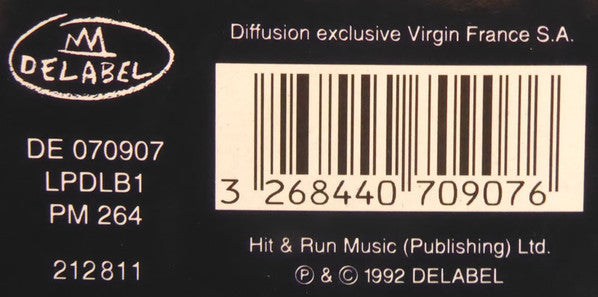 DELABEL
DE 070907
LPDLB1
PM 264
212811
Diffusion exclusive Virgin France S.A.
3 268440 709076
Hit & Run Music (Publishing) Ltd.
℗ & © 1992 DELABEL